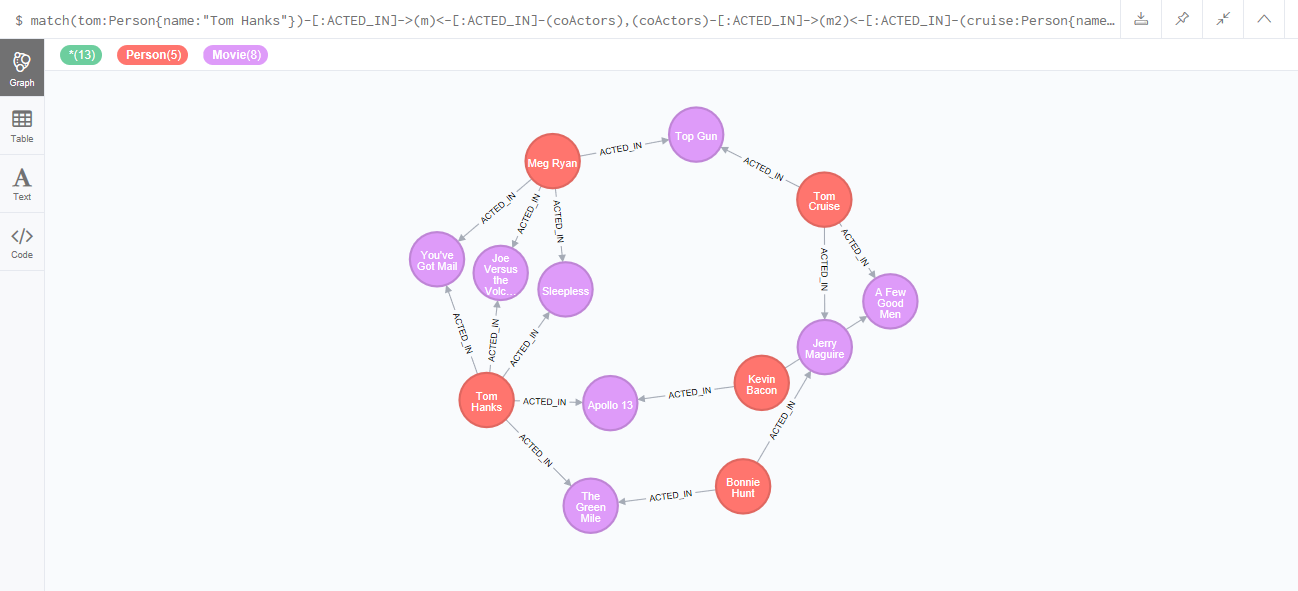 $ match(tom:Person{name:"Tom Hanks"})-[:ACTED_IN]->(m)<-[:ACTED_IN]-(coActors),(coActors)-[:ACTED_IN]->(m2)<-[:ACTED_IN]-(cruise:Person{name…
*(13) Person(5) Movie(8)
Graph
Table
A
Text
</>
Code
Top Gun
Meg Ryan
ACTED_IN
ACTED_IN
Tom
Cruise
ACTED_IN
ACTED_IN
ACTED_IN
You've
Got Mail
Joe
Versus
the
Volc...
Sleepless
ACTED_IN
ACTED_IN
A Few
Good
Men
Jerry
Maguire
ACTED_IN
ACTED_IN
ACTED_IN
Tom
Hanks
ACTED_IN
Apollo 13
ACTED_IN
Kevin
Bacon
ACTED_IN
ACTED_IN
The
Green
Mile
ACTED_IN
Bonnie
Hunt